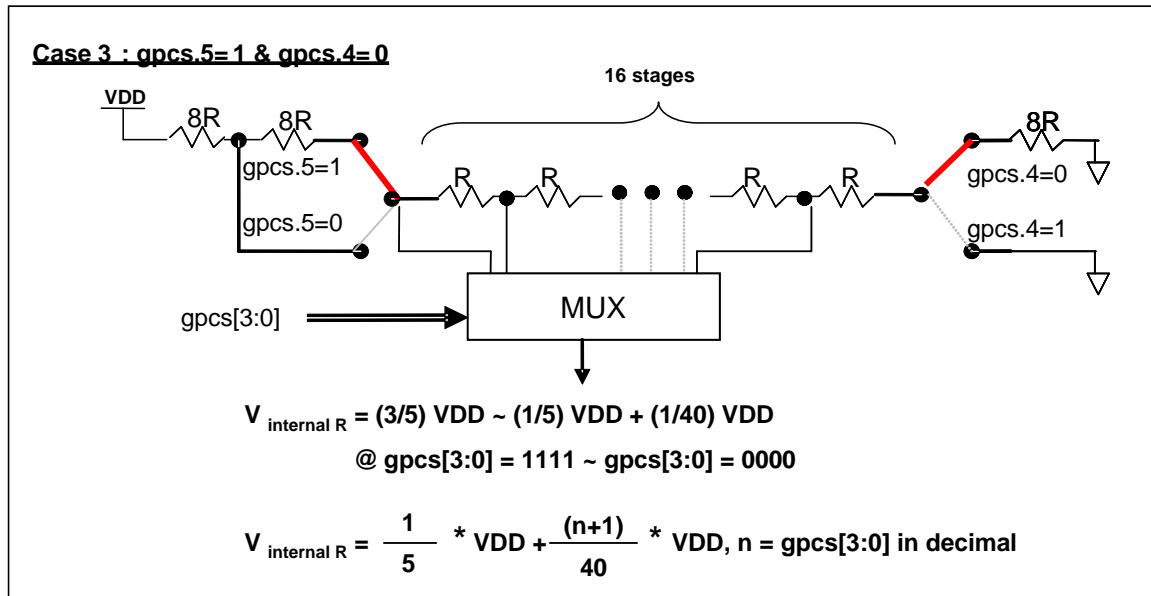 Case 3 : gpcs.5=1 & gpcs.4=0
16 stages
VDD
8R 8R 8R
gpcs.5=1 R R R R gpcs.4=0
gpcs.5=0 gpcs.4=1
gpcs[3:0] MUX
V internal R = (3/5) VDD ~ (1/5) VDD + (1/40) VDD
@ gpcs[3:0] = 1111 ~ gpcs[3:0] = 0000
V internal R = 1/5 * VDD + (n+1)/40 * VDD, n = gpcs[3:0] in decimal